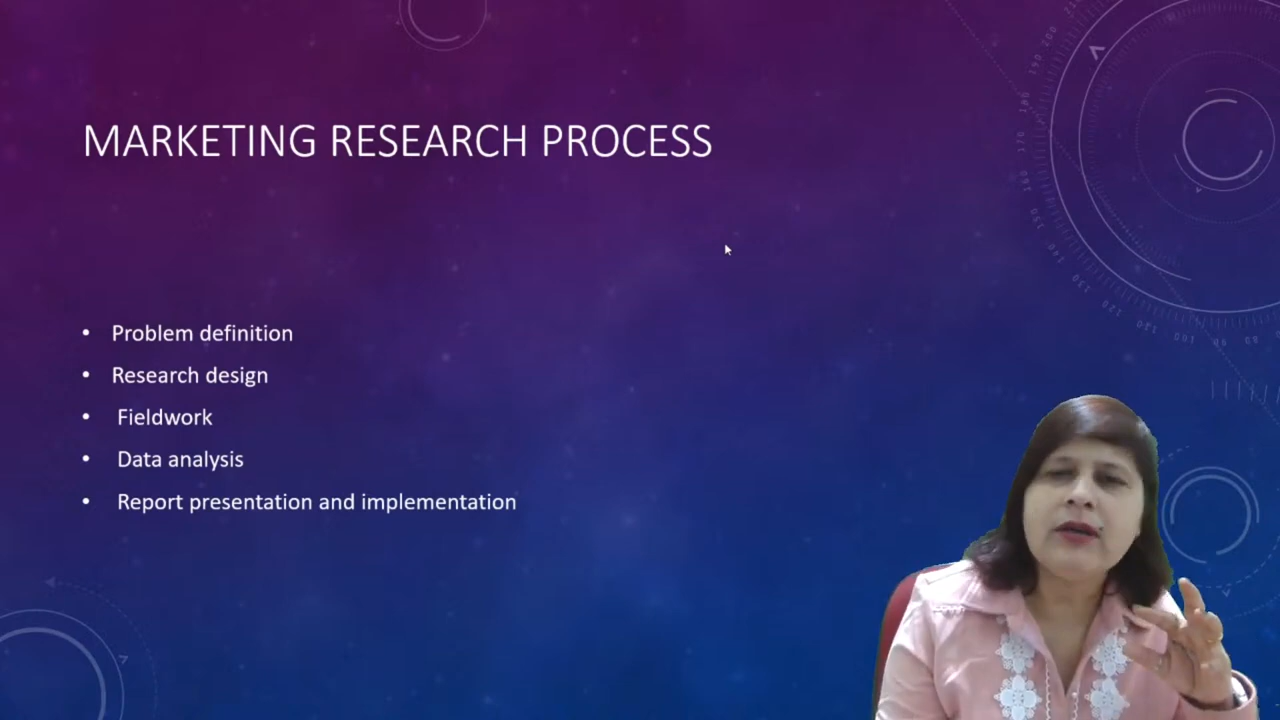 MARKETING RESEARCH PROCESS
• Problem definition
• Research design
• Fieldwork
• Data analysis
• Report presentation and implementation